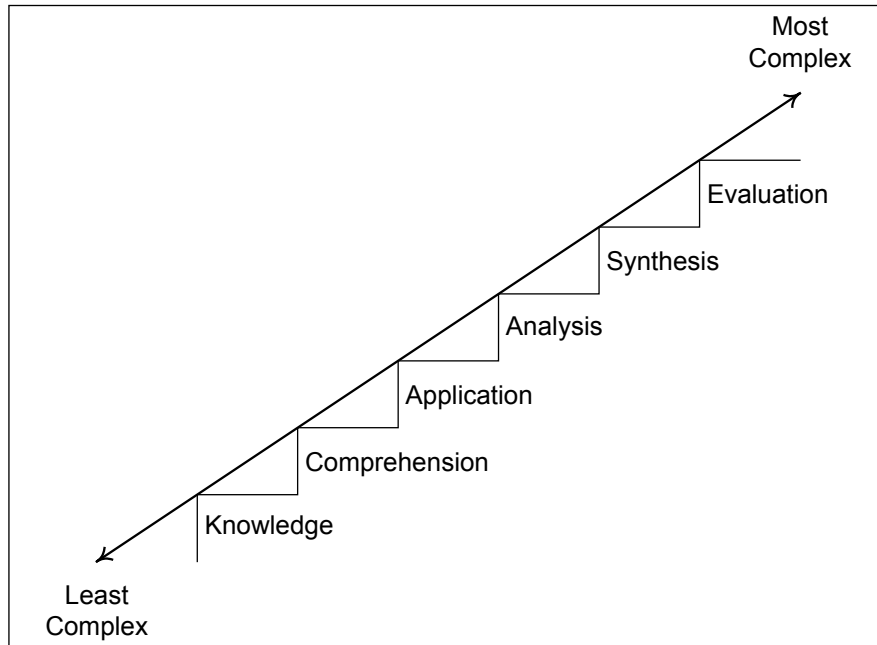 Most
Complex
Evaluation
Synthesis
Analysis
Application
Comprehension
Knowledge
Least
Complex